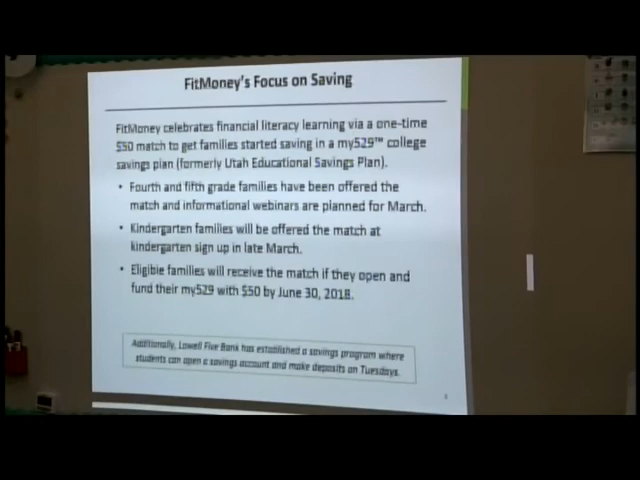 FitMoney's Focus on Saving
FitMoney celebrates financial literacy learning via a one-time
$50 match to get families started saving in a my529™ college
savings plan (formerly Utah Educational Savings Plan).
• Fourth and fifth grade families have been offered the
match and informational webinars are planned for March.
• Kindergarten families will be offered the match at
kindergarten sign up in late March.
• Eligible families will receive the match if they open and
fund their my529 with $50 by June 30, 2018.
Additionally, Lowell Five Bank has established a savings program where
students can open a savings account and make deposits on Tuesdays.